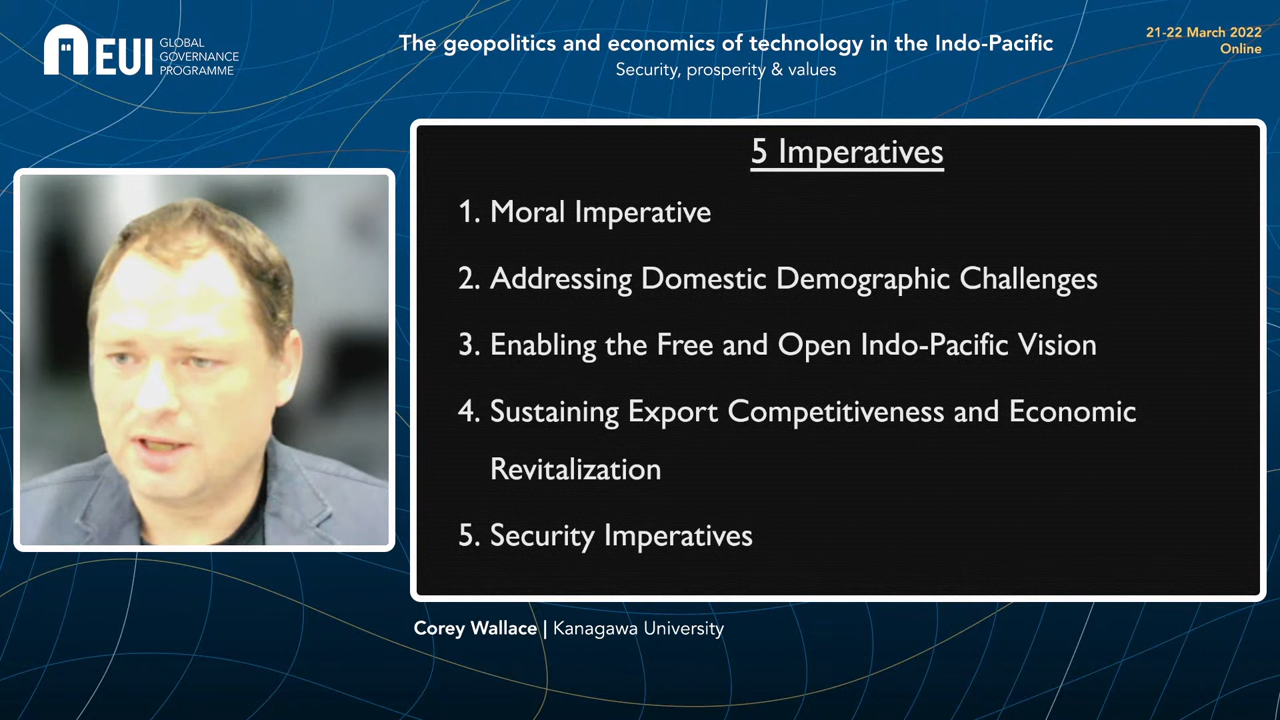 EUI
GLOBAL
GOVERNANCE
PROGRAMME
The geopolitics and economics of technology in the Indo-Pacific
Security, prosperity & values
21-22 March 2022
Online
5 Imperatives
1. Moral Imperative
2. Addressing Domestic Demographic Challenges
3. Enabling the Free and Open Indo-Pacific Vision
4. Sustaining Export Competitiveness and Economic
Revitalization
5. Security Imperatives
Corey Wallace | Kanagawa University